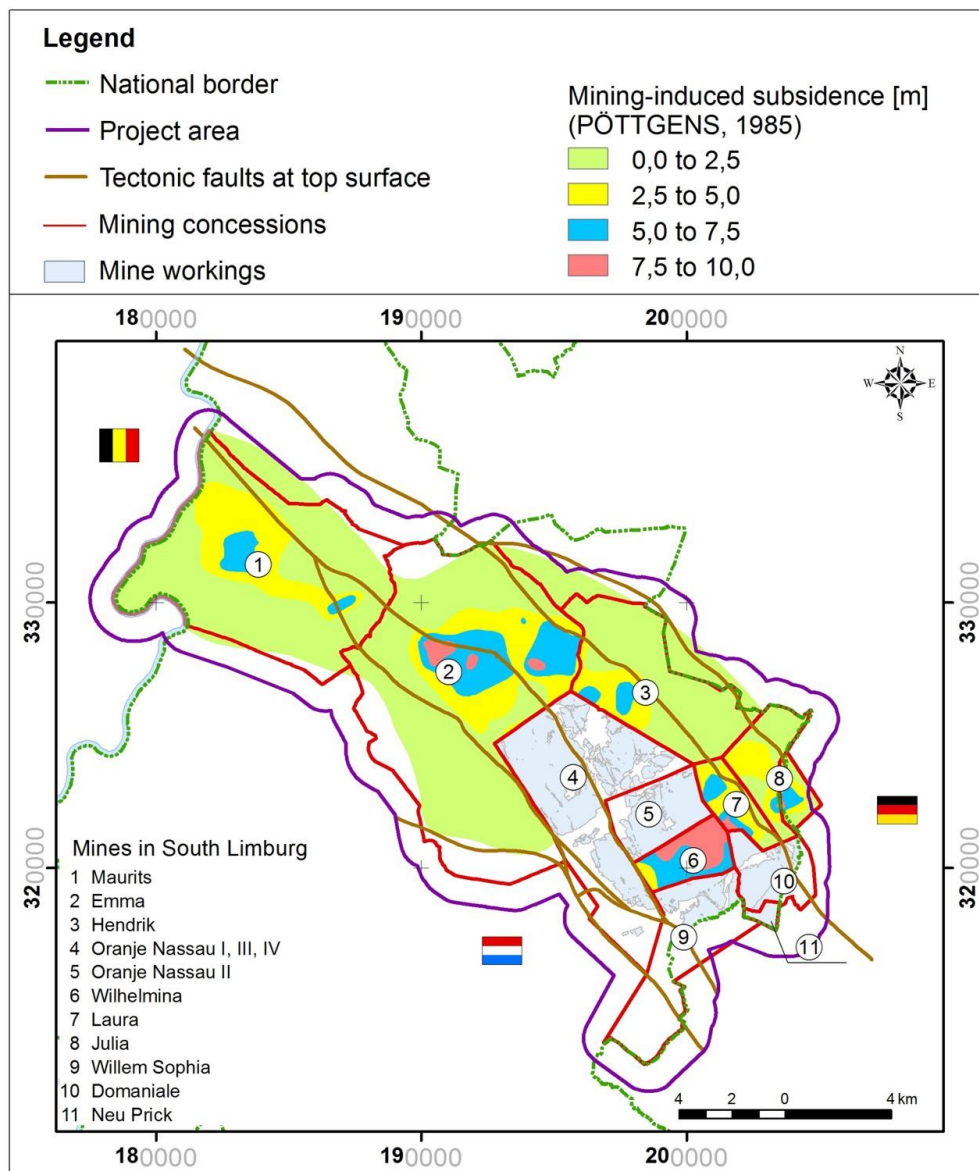 Legend
National border
Project area
Tectonic faults at top surface
Mining concessions
Mine workings
Mining-induced subsidence [m]
(PÖTTGENS, 1985)
0,0 to 2,5
2,5 to 5,0
5,0 to 7,5
7,5 to 10,0
180000
190000
200000
N
W E
S
330000
330000
1
2
3
4
5
6
7
8
9
10
11
320000
320000
Mines in South Limburg
1 Maurits
2 Emma
3 Hendrik
4 Oranje Nassau I, III, IV
5 Oranje Nassau II
6 Wilhelmina
7 Laura
8 Julia
9 Willem Sophia
10 Domaniale
11 Neu Prick
4 2 0 4 km
180000
190000
200000